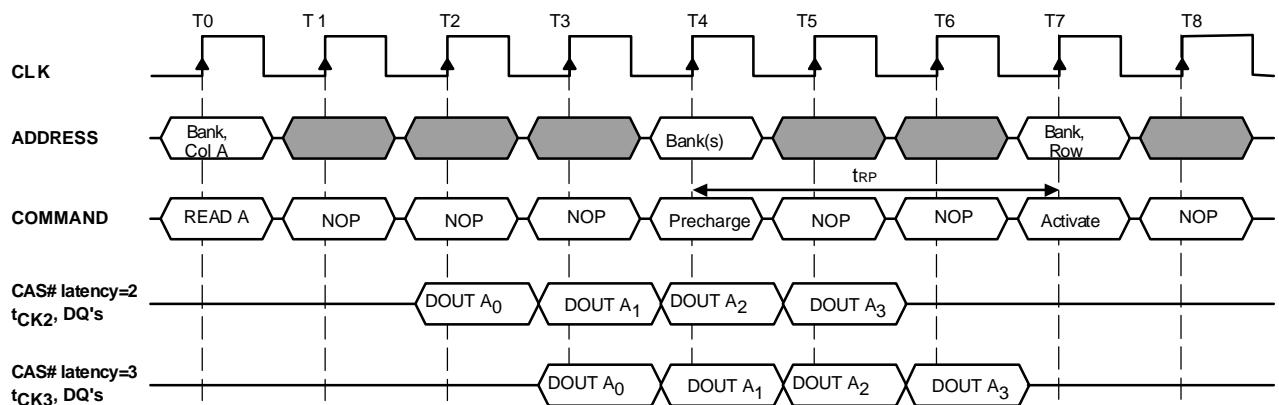 T0 T1 T2 T3 T4 T5 T6 T7 T8
CLK
ADDRESS Bank, Col A Bank(s) Bank, Row
tRP
COMMAND READ A NOP NOP NOP Precharge NOP NOP Activate NOP
CAS# latency=2
tCK2, DQ's DOUT A0 DOUT A1 DOUT A2 DOUT A3
CAS# latency=3
tCK3, DQ's DOUT A0 DOUT A1 DOUT A2 DOUT A3